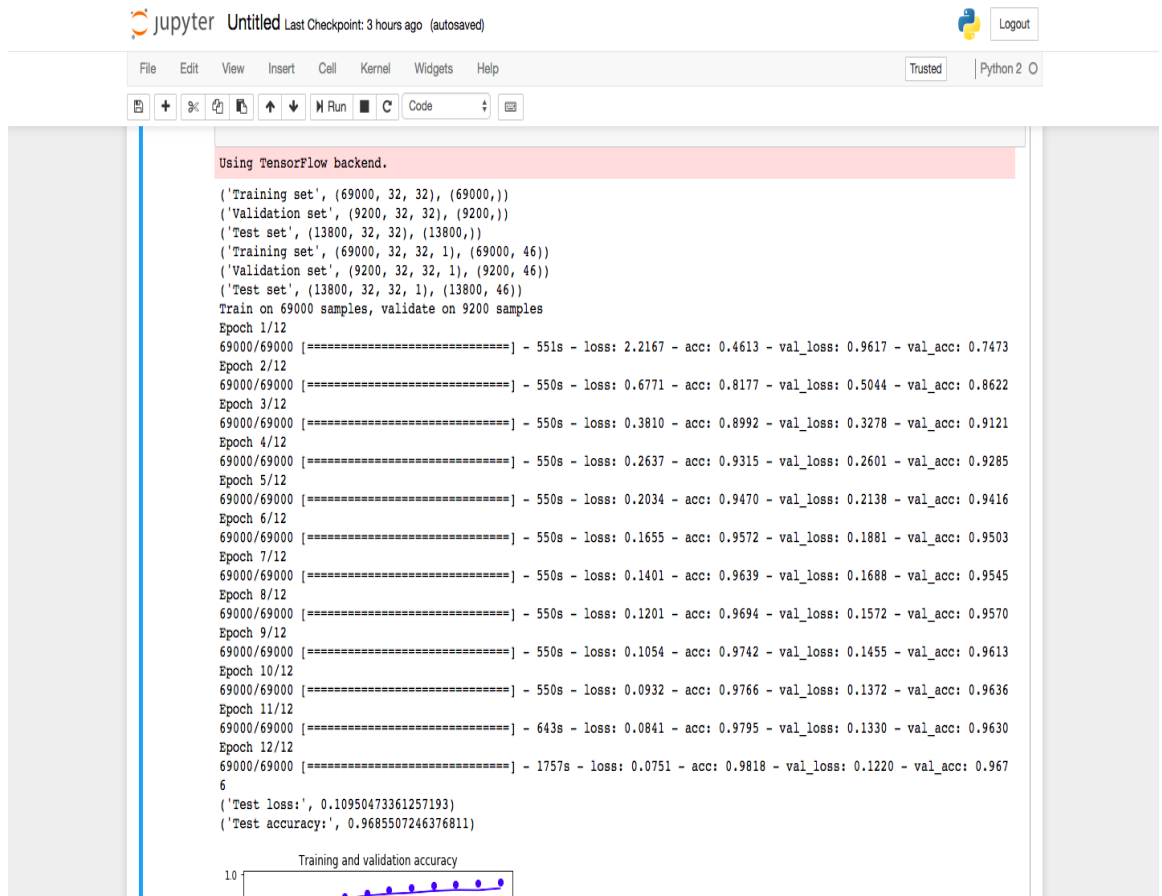 jupyter Untitled Last Checkpoint: 3 hours ago (autosaved)
Logout
File Edit View Insert Cell Kernel Widgets Help
Trusted Python 2
Run Code
Using TensorFlow backend.
('Training set', (69000, 32, 32), (69000,))
('Validation set', (9200, 32, 32), (9200,))
('Test set', (13800, 32, 32), (13800,))
('Training set', (69000, 32, 32, 1), (69000, 46))
('Validation set', (9200, 32, 32, 1), (9200, 46))
('Test set', (13800, 32, 32, 1), (13800, 46))
Train on 69000 samples, validate on 9200 samples
Epoch 1/12
69000/69000 [==============================] - 551s - loss: 2.2167 - acc: 0.4613 - val_loss: 0.9617 - val_acc: 0.7473
Epoch 2/12
69000/69000 [==============================] - 550s - loss: 0.6771 - acc: 0.8177 - val_loss: 0.5044 - val_acc: 0.8622
Epoch 3/12
69000/69000 [==============================] - 550s - loss: 0.3810 - acc: 0.8992 - val_loss: 0.3278 - val_acc: 0.9121
Epoch 4/12
69000/69000 [==============================] - 550s - loss: 0.2637 - acc: 0.9315 - val_loss: 0.2601 - val_acc: 0.9285
Epoch 5/12
69000/69000 [==============================] - 550s - loss: 0.2034 - acc: 0.9470 - val_loss: 0.2138 - val_acc: 0.9416
Epoch 6/12
69000/69000 [==============================] - 550s - loss: 0.1655 - acc: 0.9572 - val_loss: 0.1881 - val_acc: 0.9503
Epoch 7/12
69000/69000 [==============================] - 550s - loss: 0.1401 - acc: 0.9639 - val_loss: 0.1688 - val_acc: 0.9545
Epoch 8/12
69000/69000 [==============================] - 550s - loss: 0.1201 - acc: 0.9694 - val_loss: 0.1572 - val_acc: 0.9570
Epoch 9/12
69000/69000 [==============================] - 550s - loss: 0.1054 - acc: 0.9742 - val_loss: 0.1455 - val_acc: 0.9613
Epoch 10/12
69000/69000 [==============================] - 550s - loss: 0.0932 - acc: 0.9766 - val_loss: 0.1372 - val_acc: 0.9636
Epoch 11/12
69000/69000 [==============================] - 643s - loss: 0.0841 - acc: 0.9795 - val_loss: 0.1330 - val_acc: 0.9630
Epoch 12/12
69000/69000 [==============================] - 1757s - loss: 0.0751 - acc: 0.9818 - val_loss: 0.1220 - val_acc: 0.967
6
('Test loss:', 0.10950473361257193)
('Test accuracy:', 0.9685507246376811)
Training and validation accuracy
1.0